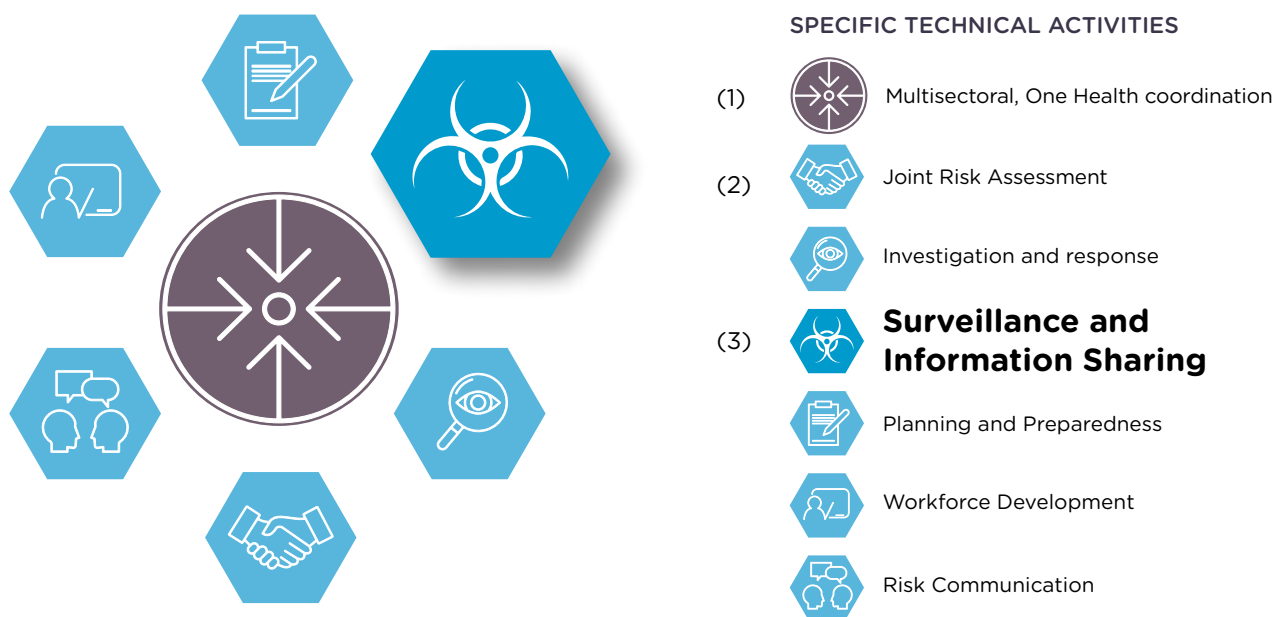 SPECIFIC TECHNICAL ACTIVITIES
(1) Multisectoral, One Health coordination
(2) Joint Risk Assessment
Investigation and response
(3) Surveillance and
Information Sharing
Planning and Preparedness
Workforce Development
Risk Communication